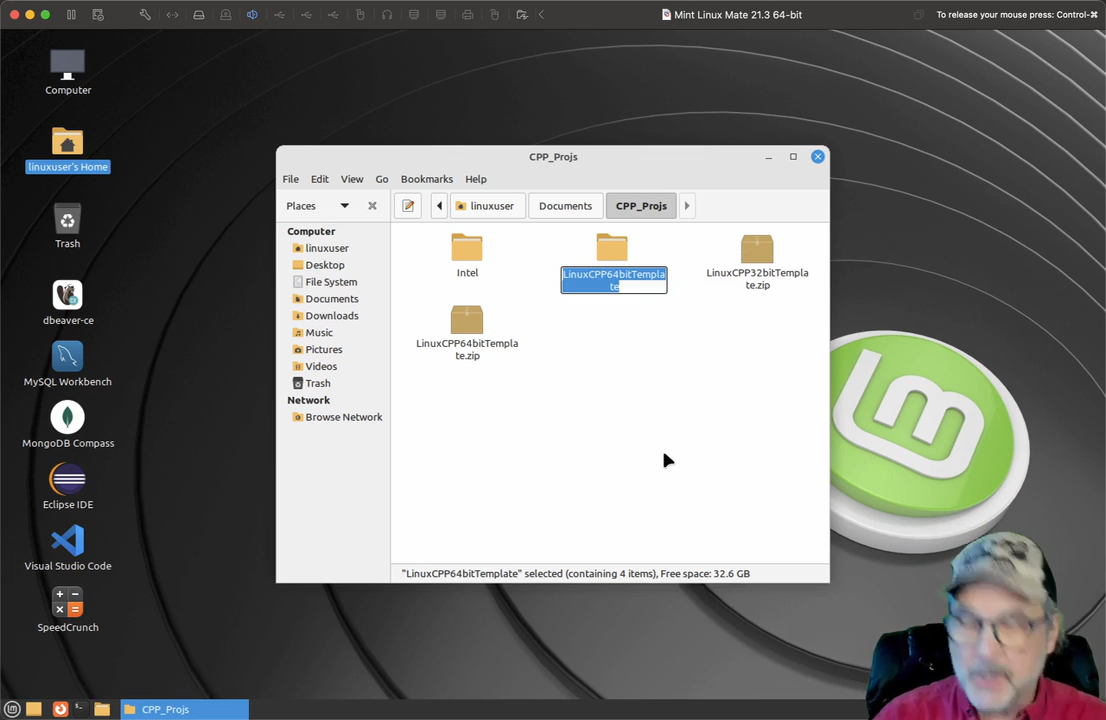 Mint Linux Mate 21.3 64-bit
To release your mouse press: Control-⌘
Computer
linuxuser's Home
Trash
dbeaver-ce
MySQL Workbench
MongoDB Compass
Eclipse IDE
Visual Studio Code
SpeedCrunch
CPP_Projs
File Edit View Go Bookmarks Help
Places
linuxuser Documents CPP_Projs
Computer
linuxuser
Desktop
File System
Documents
Downloads
Music
Pictures
Videos
Trash
Network
Browse Network
Intel
LinuxCPP64bitTempla
te
LinuxCPP32bitTempla
te.zip
LinuxCPP64bitTempla
te.zip
"LinuxCPP64bitTemplate" selected (containing 4 items), Free space: 32.6 GB
CPP_Projs